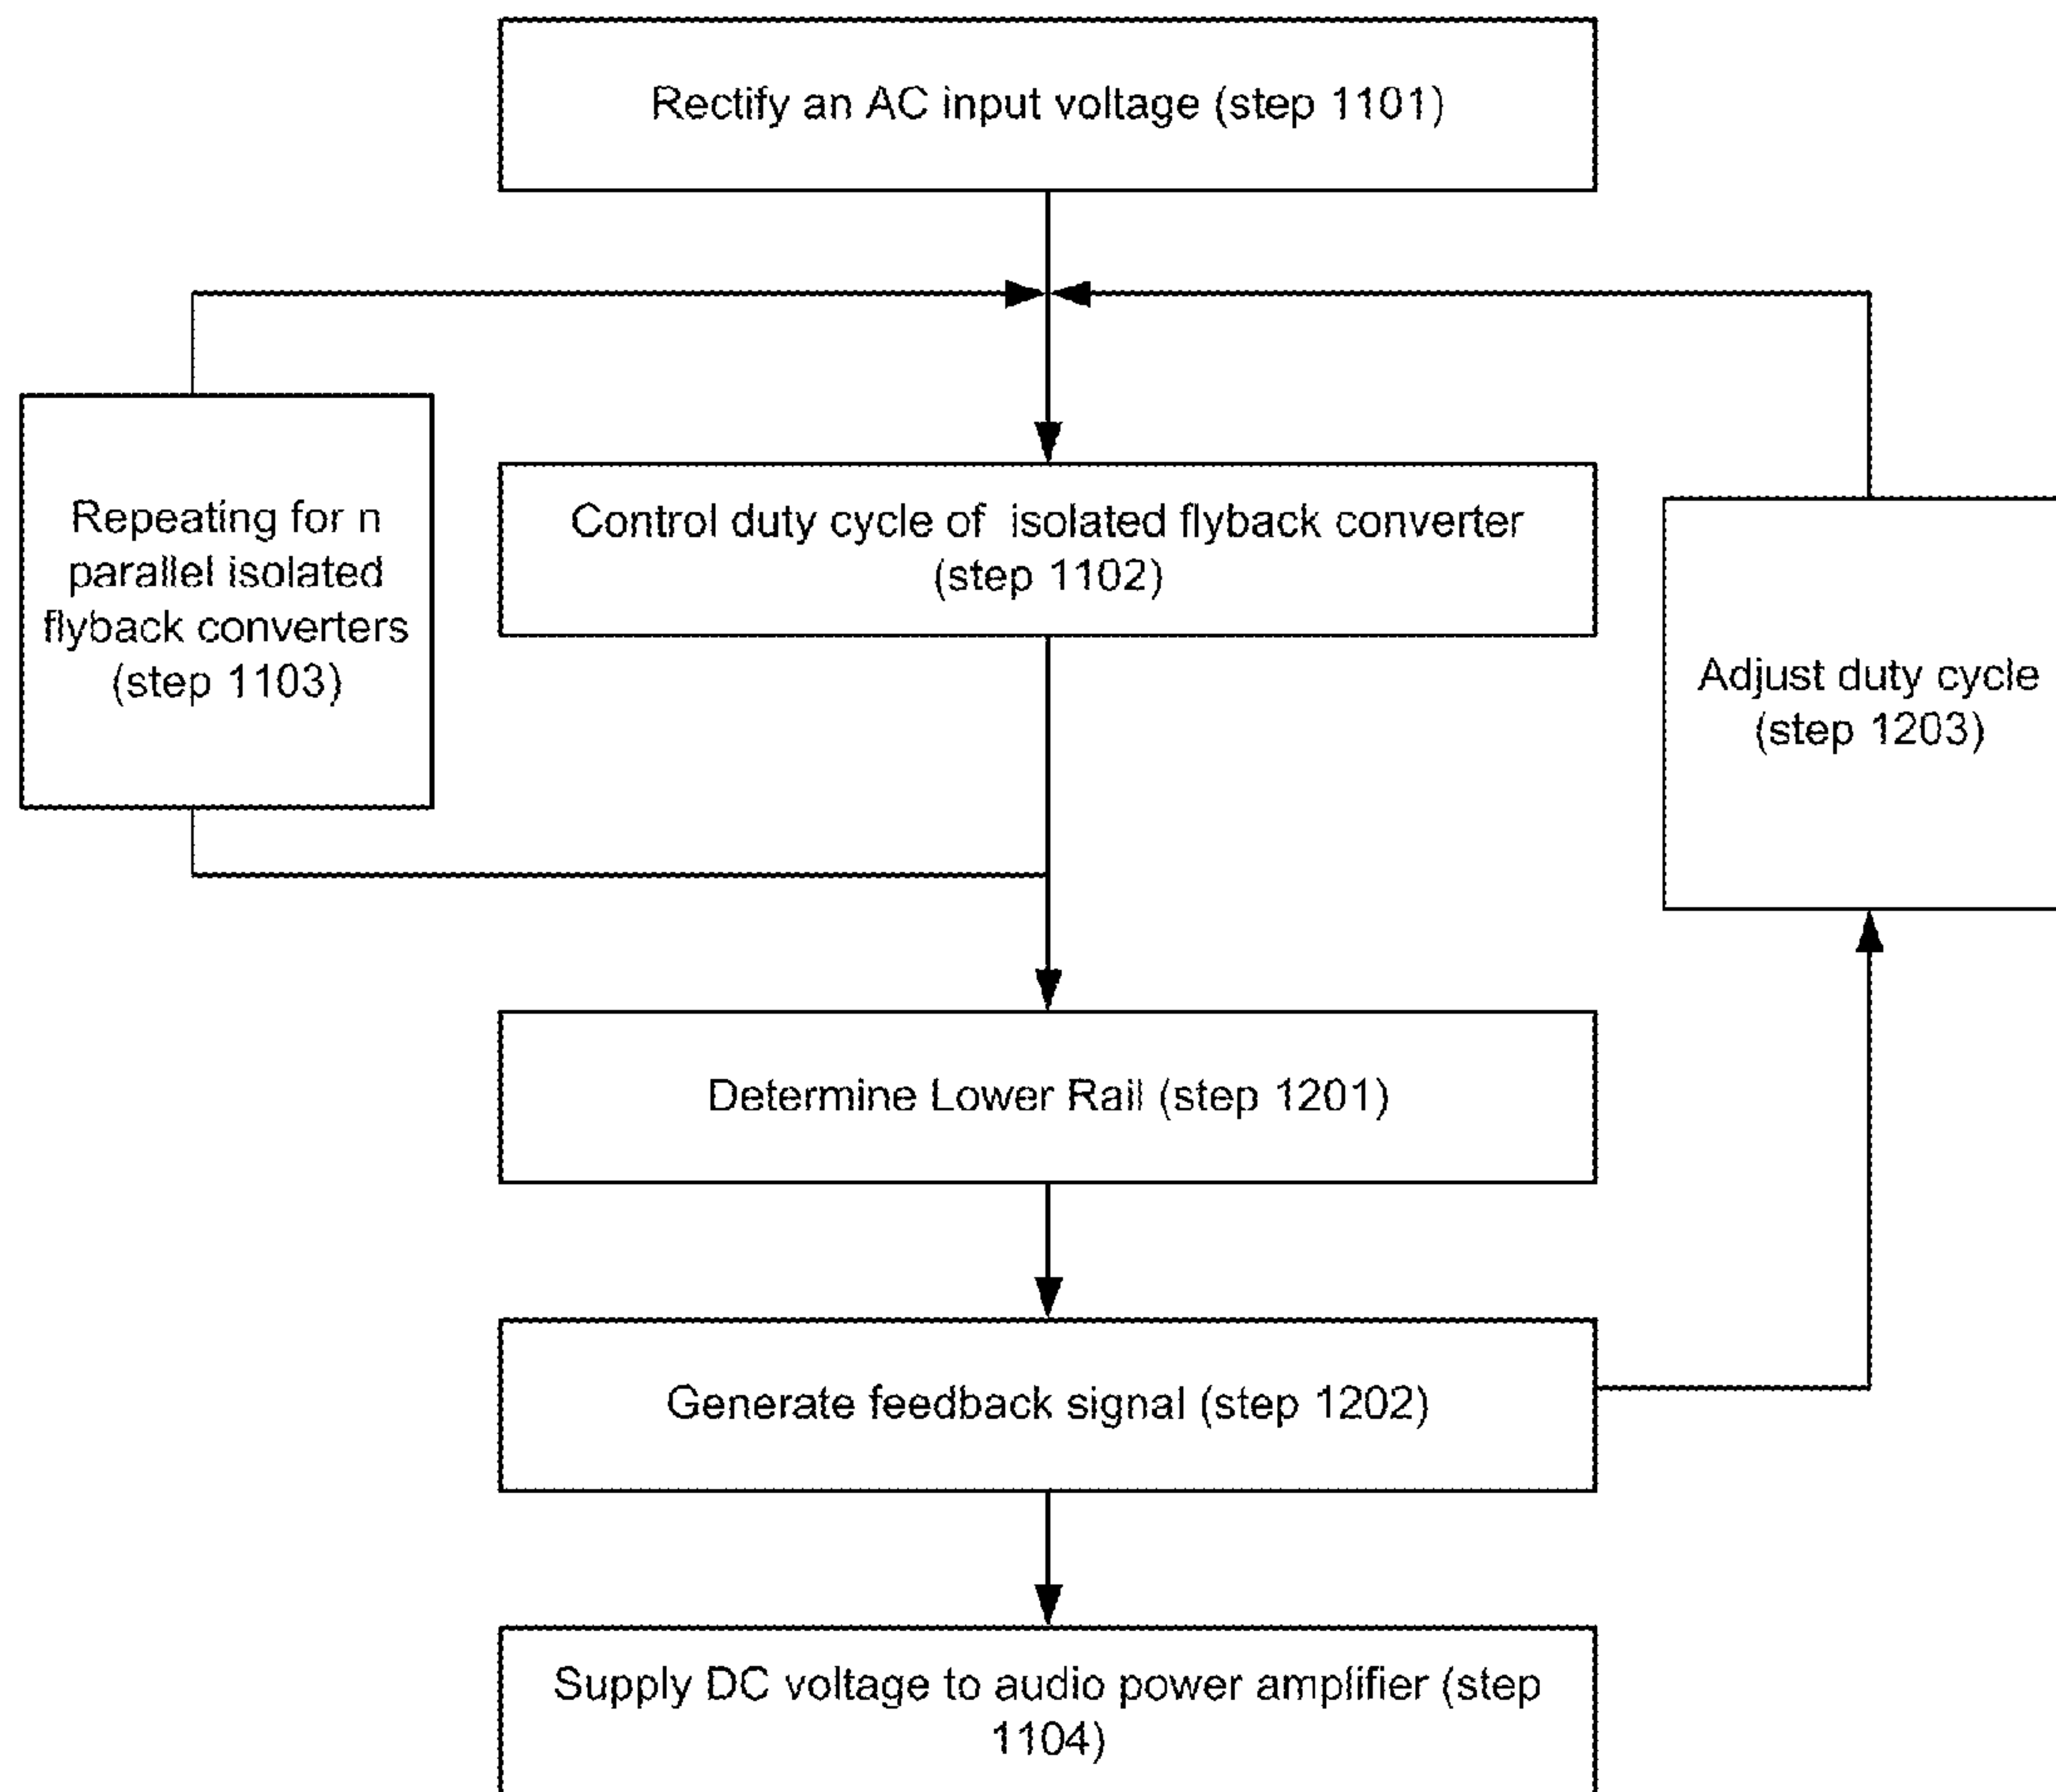 Rectify an AC input voltage (step 1101)
Repeating for n
parallel isolated
flyback converters
(step 1103)
Control duty cycle of isolated flyback converter
(step 1102)
Adjust duty cycle
(step 1203)
Determine Lower Rail (step 1201)
Generate feedback signal (step 1202)
Supply DC voltage to audio power amplifier (step
1104)